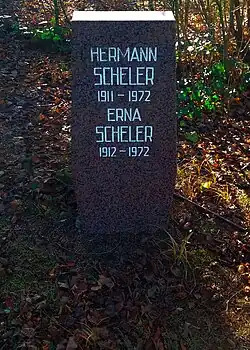 HERMANN
SCHELER
1911 – 1972
ERNA
SCHELER
1912 – 1972